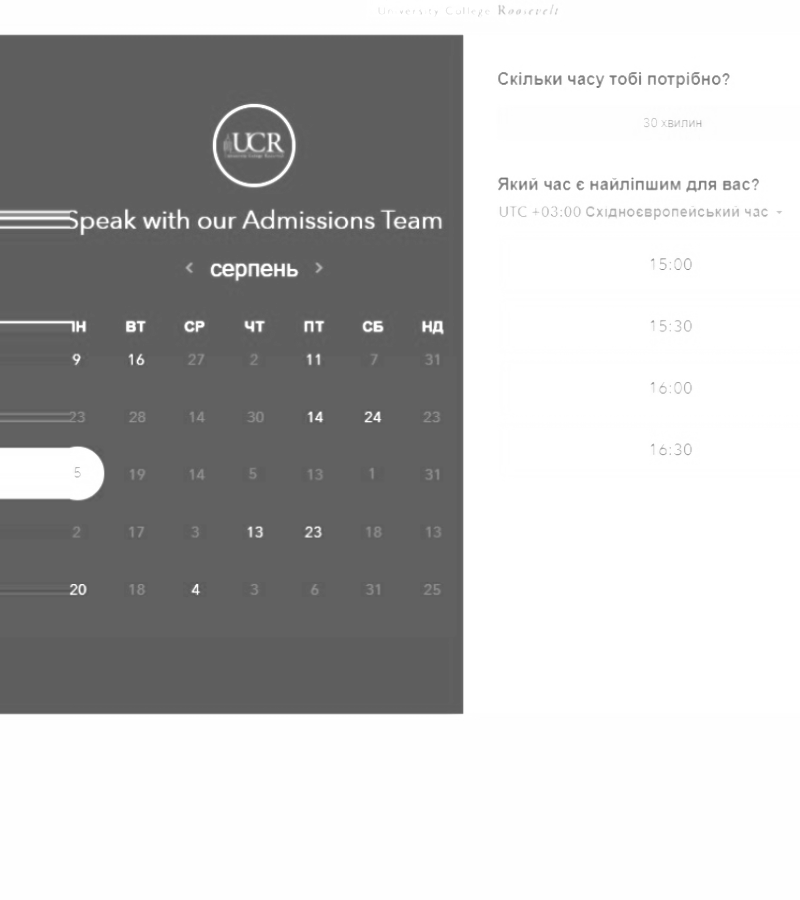 University College Roosevelt
UCR
Speak with our Admissions Team
серпень
ПН ВТ СР ЧТ ПТ СБ НД
9 16 27 2 11 7 31
23 28 14 30 14 24 23
5 19 14 5 13 1 31
2 17 3 13 23 18 13
20 18 4 3 6 31 25
Скільки часу тобі потрібно?
30 хвилин
Який час є найліпшим для вас?
UTC +03:00 Східноєвропейський час
15:00
15:30
16:00
16:30